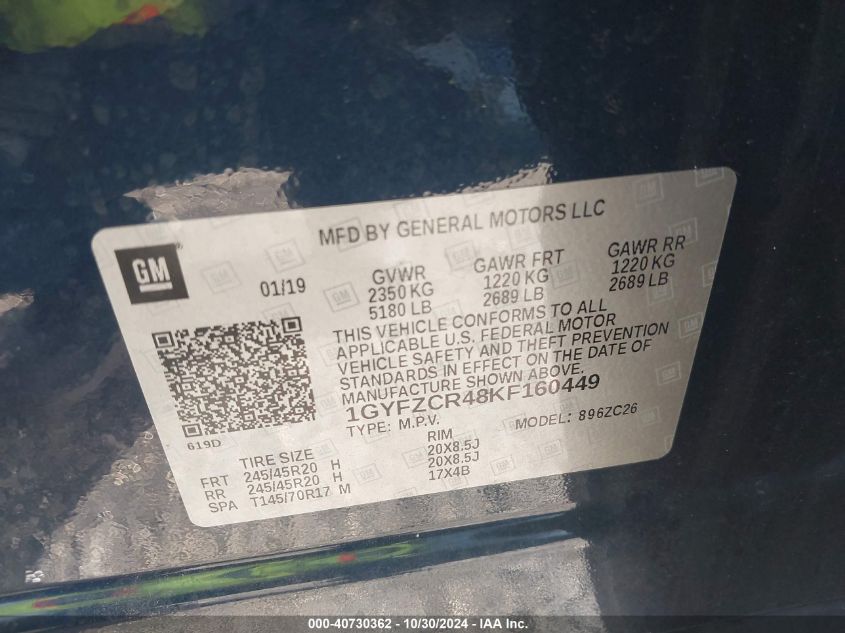 MFD BY GENERAL MOTORS LLC
GM
01/19
GVWR
2350 KG
5180 LB
GAWR FRT
1220 KG
2689 LB
GAWR RR
1220 KG
2689 LB
THIS VEHICLE CONFORMS TO ALL
APPLICABLE U.S. FEDERAL MOTOR
VEHICLE SAFETY AND THEFT PREVENTION
STANDARDS IN EFFECT ON THE DATE OF
MANUFACTURE SHOWN ABOVE.
1GYFZCR48KF160449
TYPE: M.P.V.
MODEL: 896ZC26
619D
TIRE SIZE
RIM
FRT 245/45R20 H 20X8.5J
RR 245/45R20 H 20X8.5J
SPA T145/70R17 M 17X4B
000-40730362 - 10/30/2024 - IAA Inc.